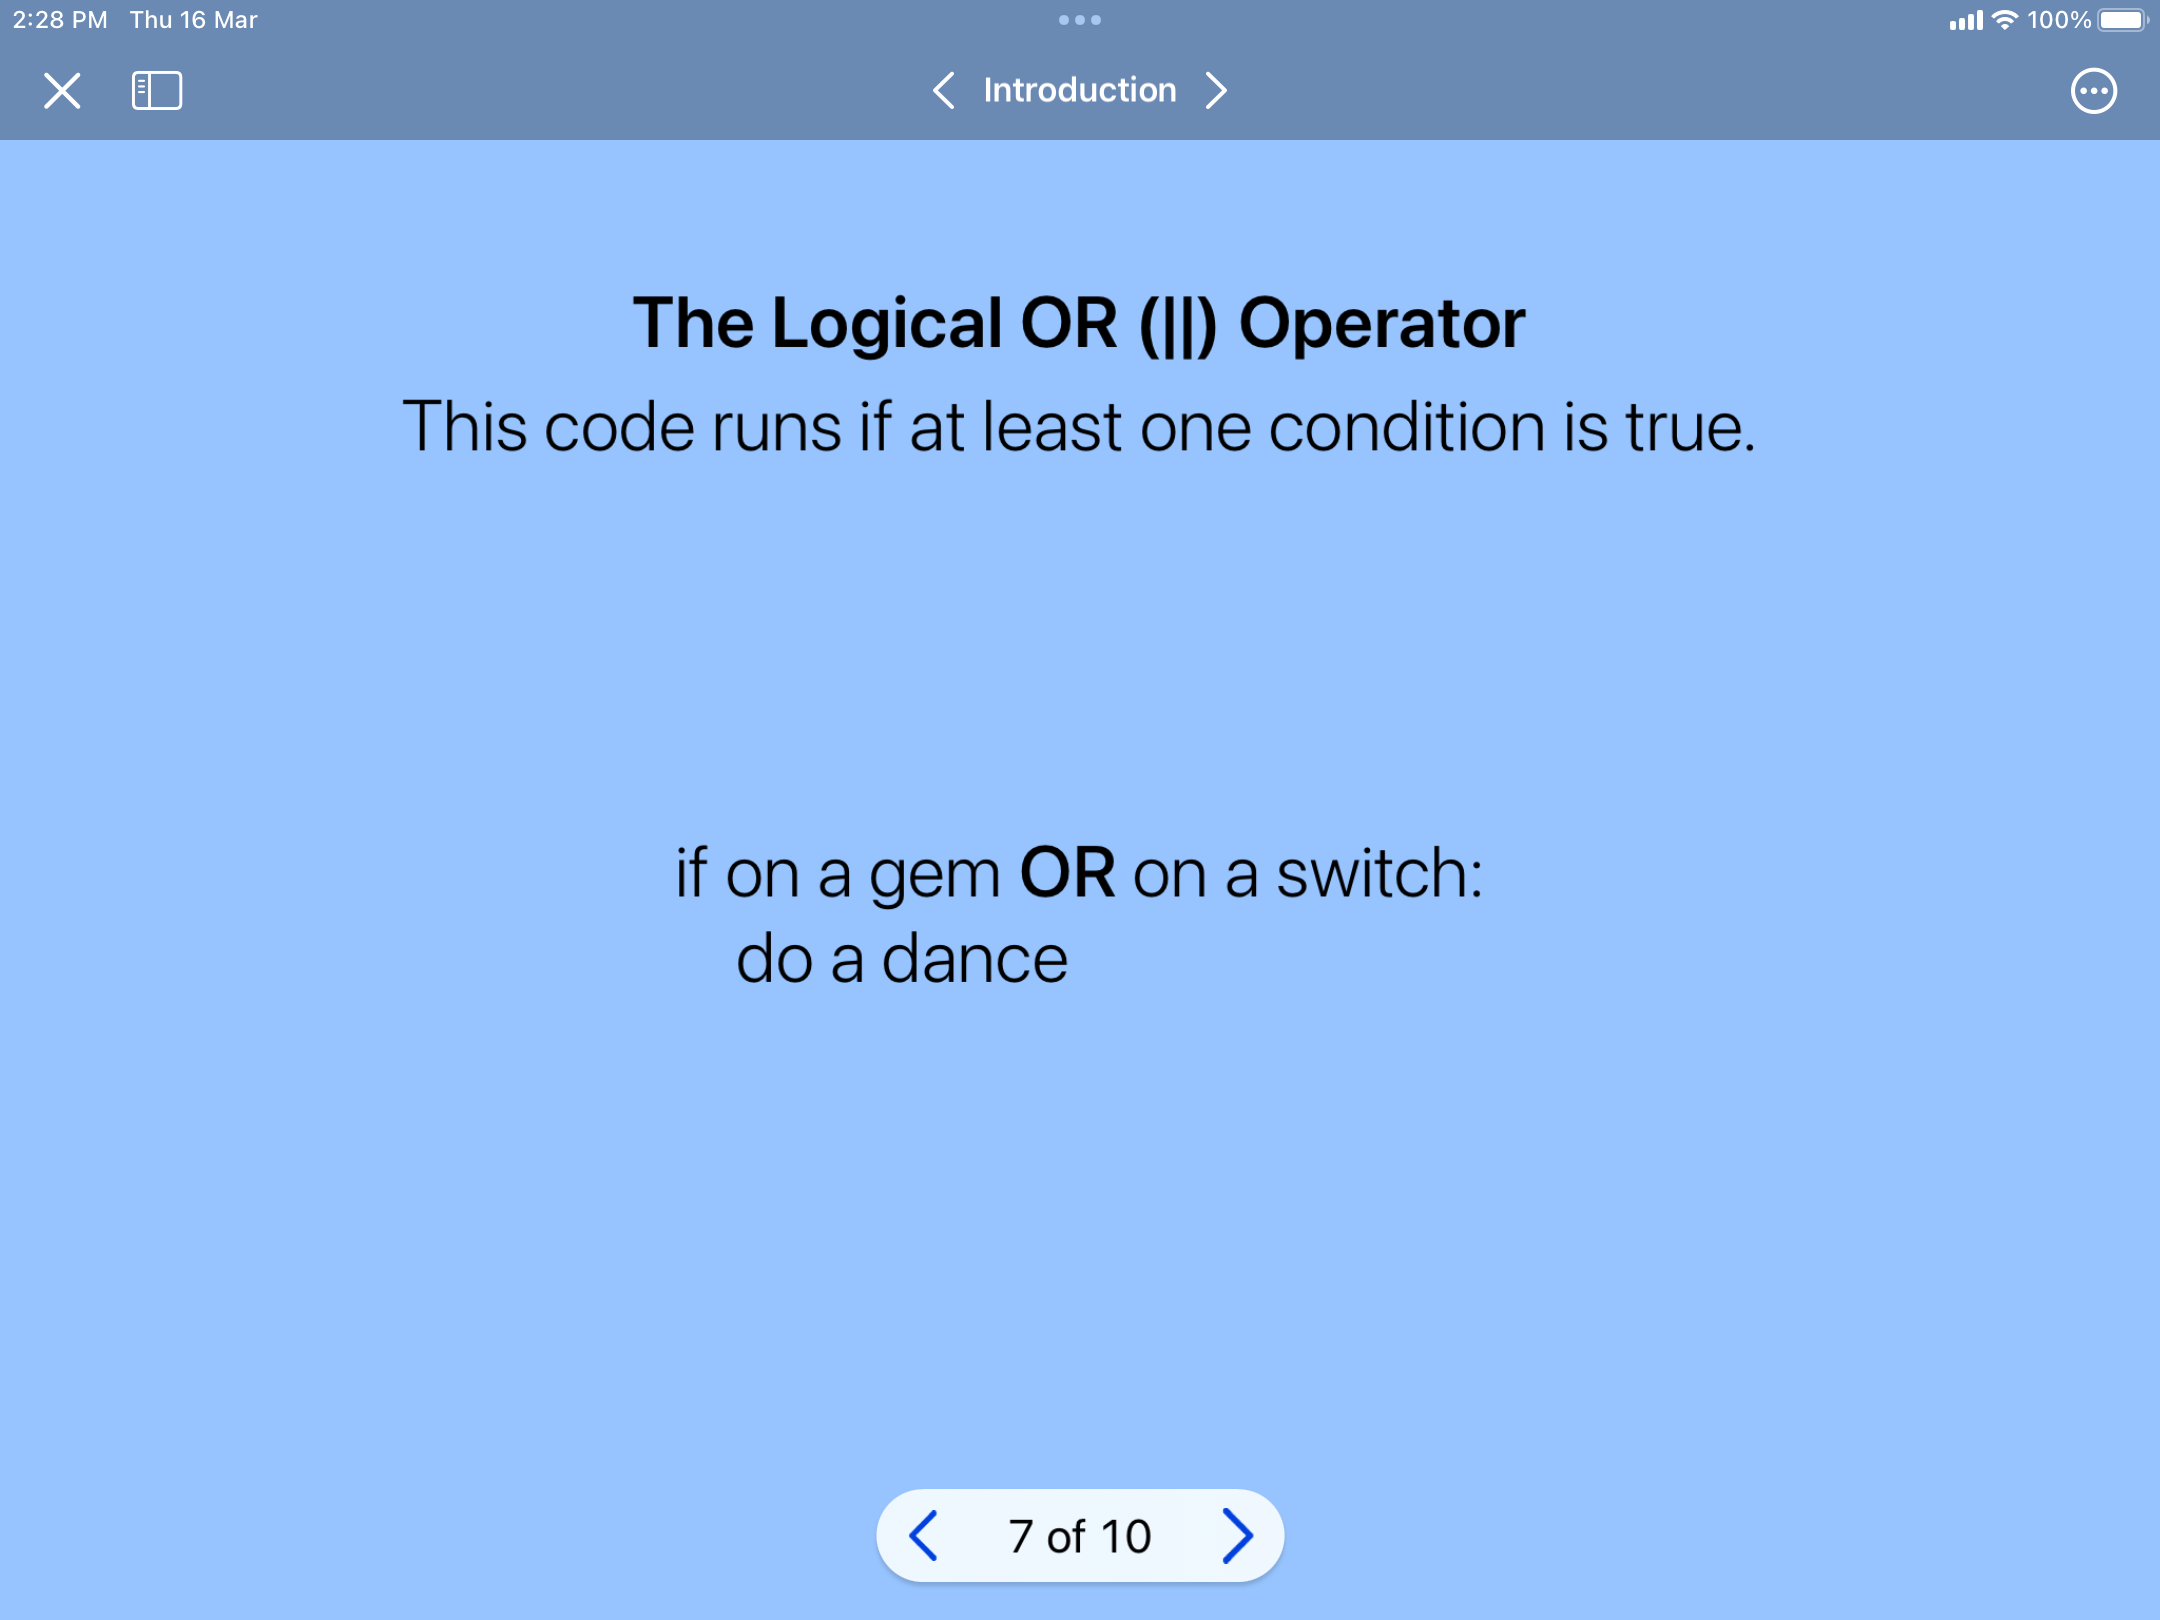 2:28 PM Thu 16 Mar
100%
Introduction
The Logical OR (||) Operator
This code runs if at least one condition is true.
if on a gem OR on a switch:
do a dance
7 of 10